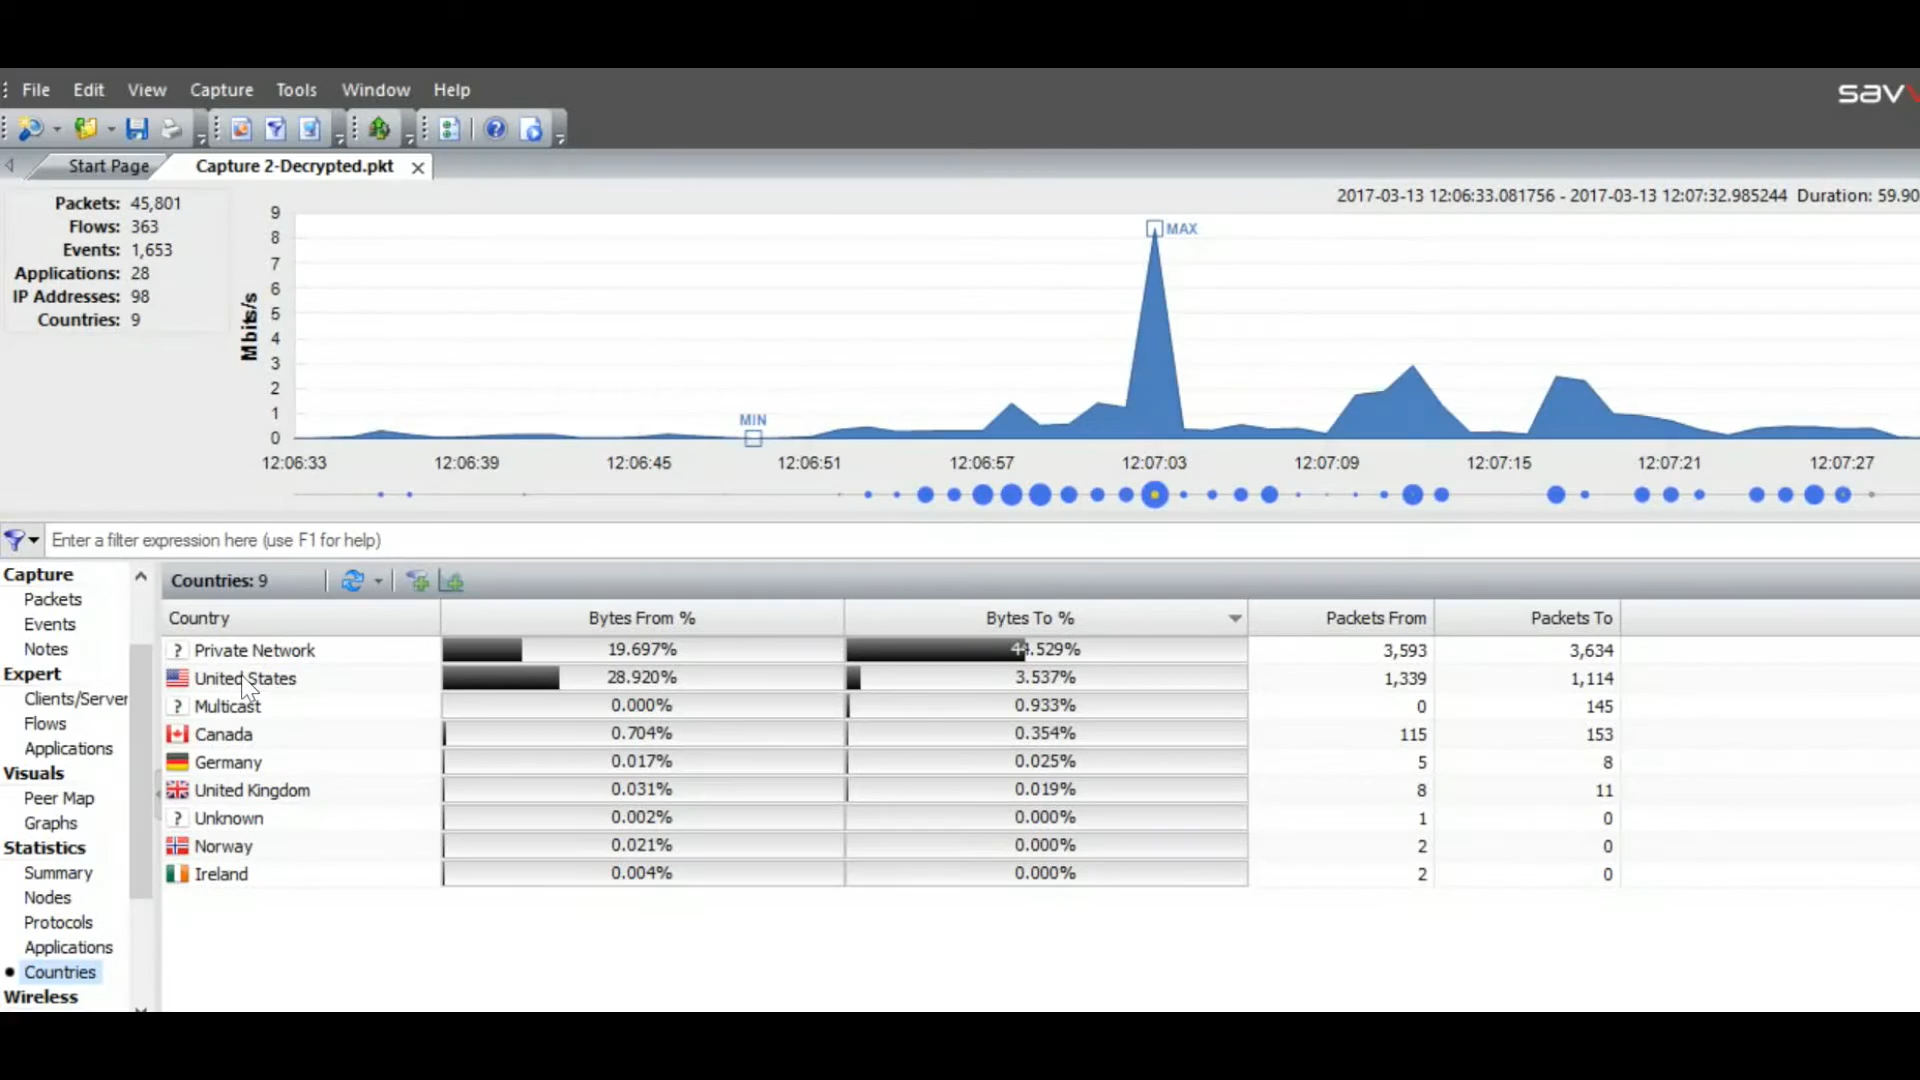 File Edit View Capture Tools Window Help
savv
Start Page Capture 2-Decrypted.pkt
Packets: 45,801
Flows: 363
Events: 1,653
Applications: 28
IP Addresses: 98
Countries: 9
2017-03-13 12:06:33.081756 - 2017-03-13 12:07:32.985244 Duration: 59.90
Mbits/s
9
8
7
6
5
4
3
2
1
0
MAX
MIN
12:06:33 12:06:39 12:06:45 12:06:51 12:06:57 12:07:03 12:07:09 12:07:15 12:07:21 12:07:27
Enter a filter expression here (use F1 for help)
Capture
Packets
Events
Notes
Expert
Clients/Server
Flows
Applications
Visuals
Peer Map
Graphs
Statistics
Summary
Nodes
Protocols
Applications
Countries
Wireless
Countries: 9
Country Bytes From % Bytes To % Packets From Packets To
? Private Network 19.697% 44.529% 3,593 3,634
United States 28.920% 3.537% 1,339 1,114
? Multicast 0.000% 0.933% 0 145
Canada 0.704% 0.354% 115 153
Germany 0.017% 0.025% 5 8
United Kingdom 0.031% 0.019% 8 11
? Unknown 0.002% 0.000% 1 0
Norway 0.021% 0.000% 2 0
Ireland 0.004% 0.000% 2 0